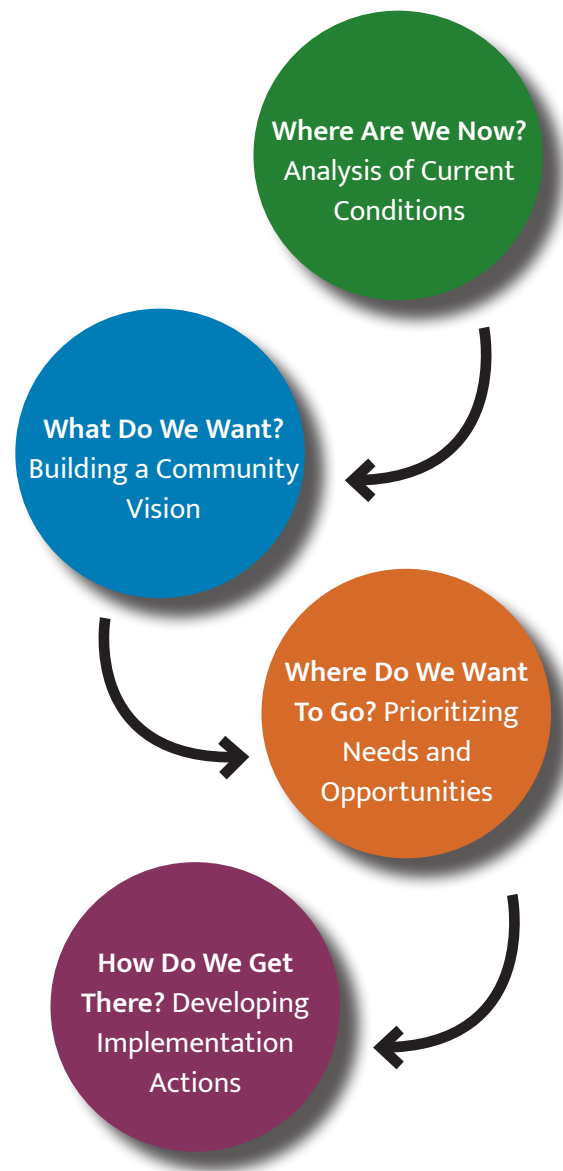 Where Are We Now?
Analysis of Current
Conditions
What Do We Want?
Building a Community
Vision
Where Do We Want
To Go? Prioritizing
Needs and
Opportunities
How Do We Get
There? Developing
Implementation
Actions